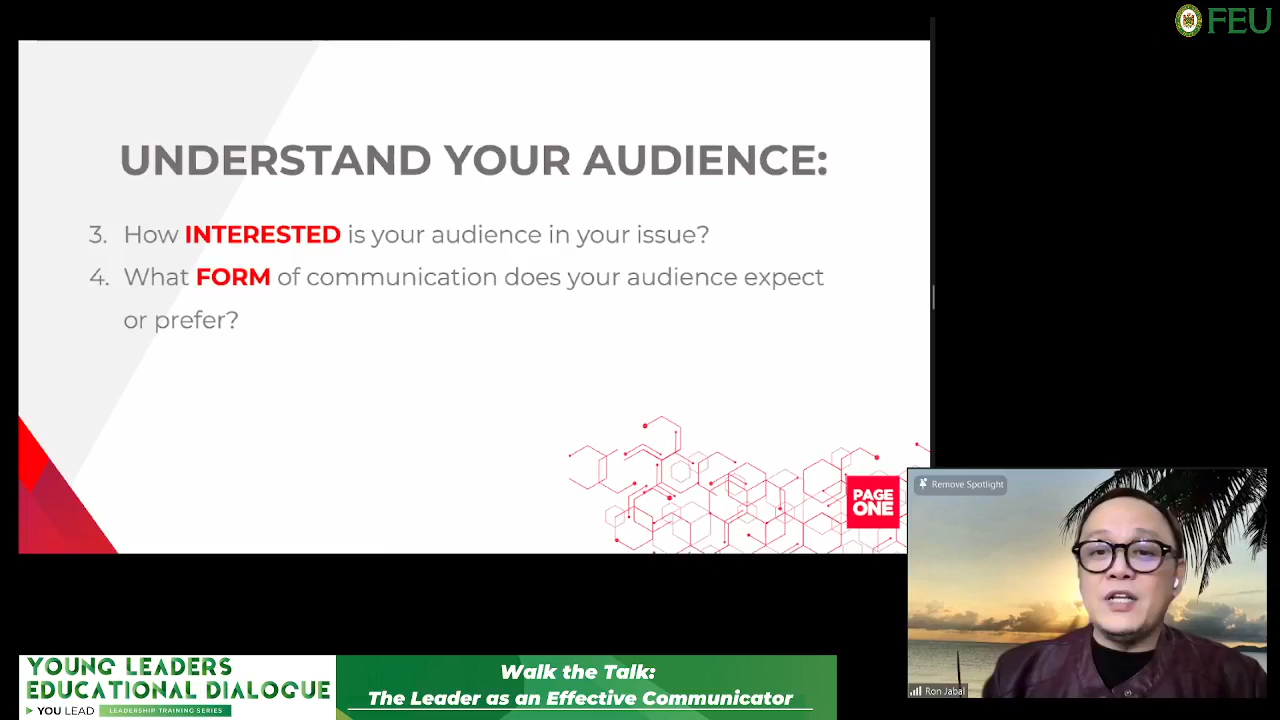 FEU
UNDERSTAND YOUR AUDIENCE:
3. How INTERESTED is your audience in your issue?
4. What FORM of communication does your audience expect
or prefer?
PAGE
ONE
Remove Spotlight
Ron Jabal
YOUNG LEADERS
EDUCATIONAL DIALOGUE
YOU LEAD LEADERSHIP TRAINING SERIES
Walk the Talk:
The Leader as an Effective Communicator